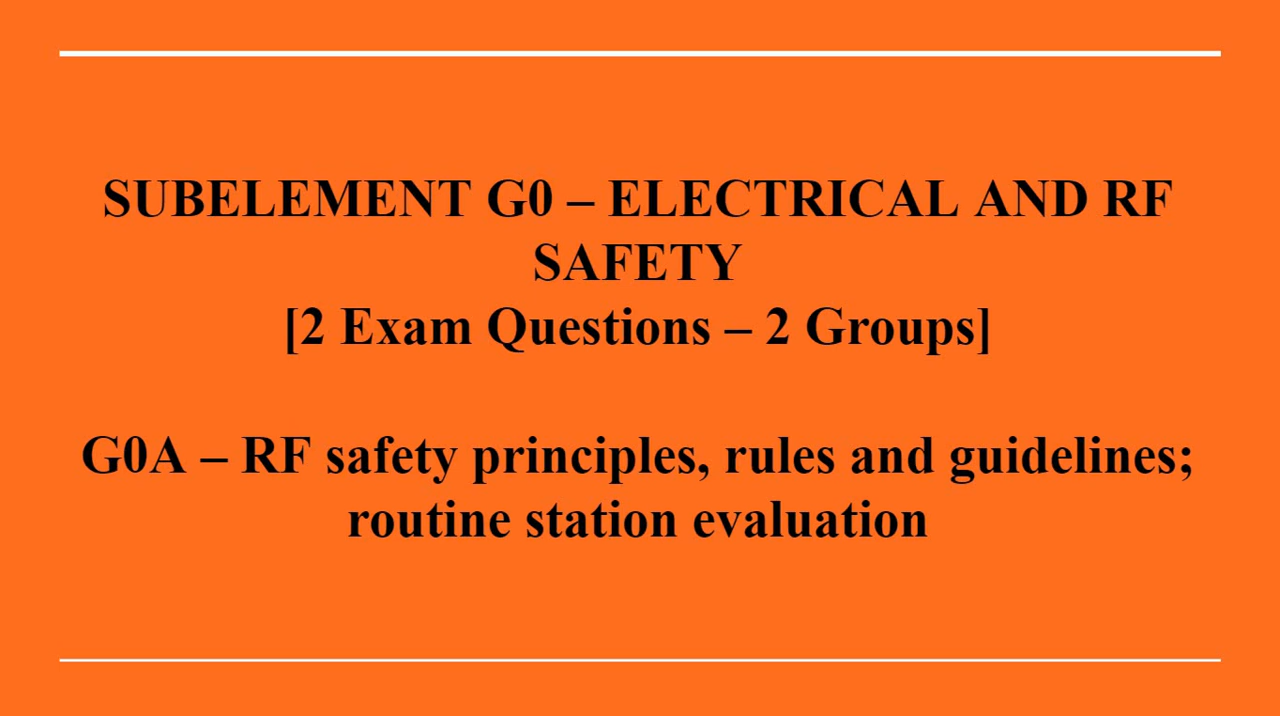 SUBELEMENT G0 – ELECTRICAL AND RF
SAFETY
[2 Exam Questions – 2 Groups]
G0A – RF safety principles, rules and guidelines;
routine station evaluation